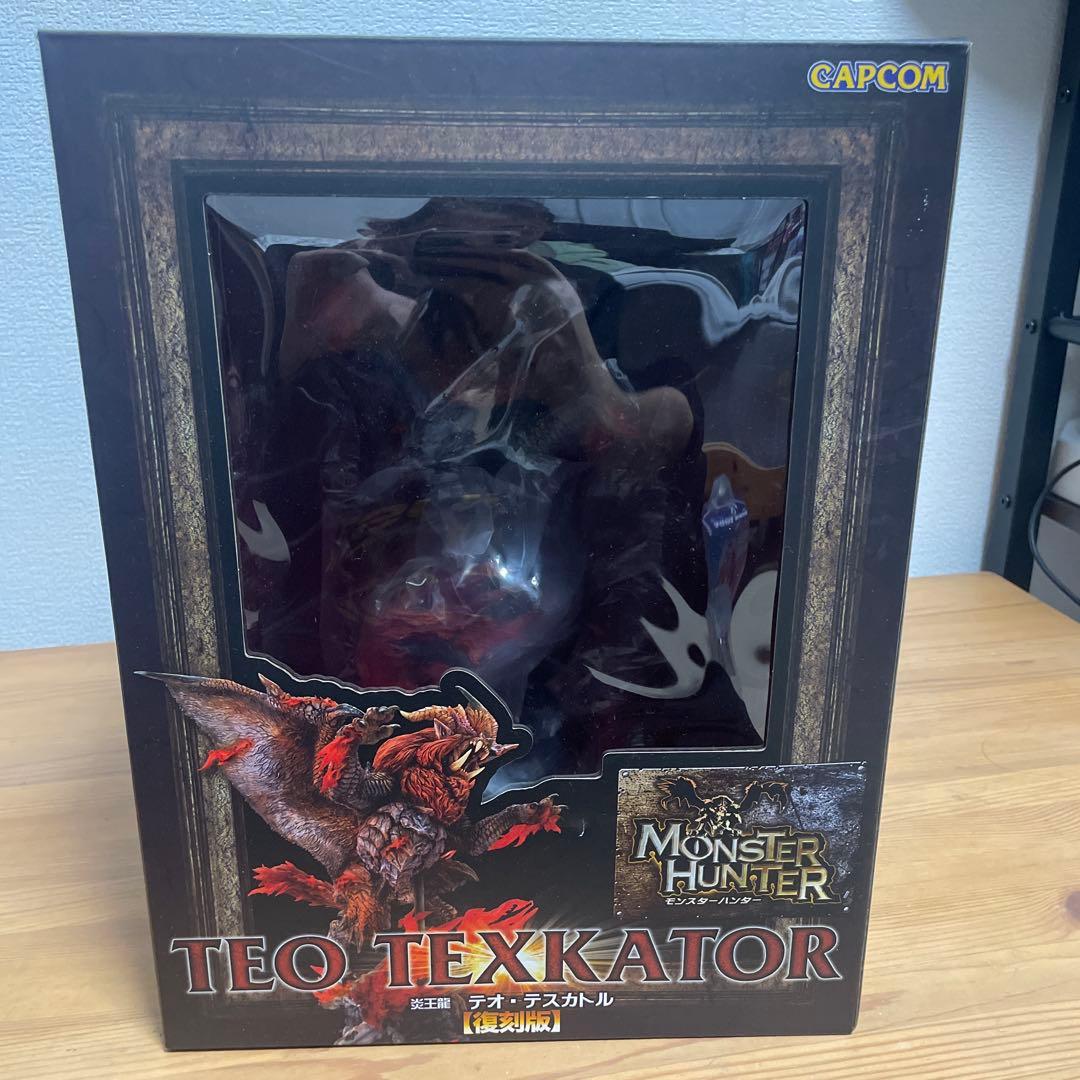 CAPCOM
MONSTER
HUNTER
モンスターハンター
TEO TEXKATOR
炎王龍 テオ・テスカトル
【復刻版】